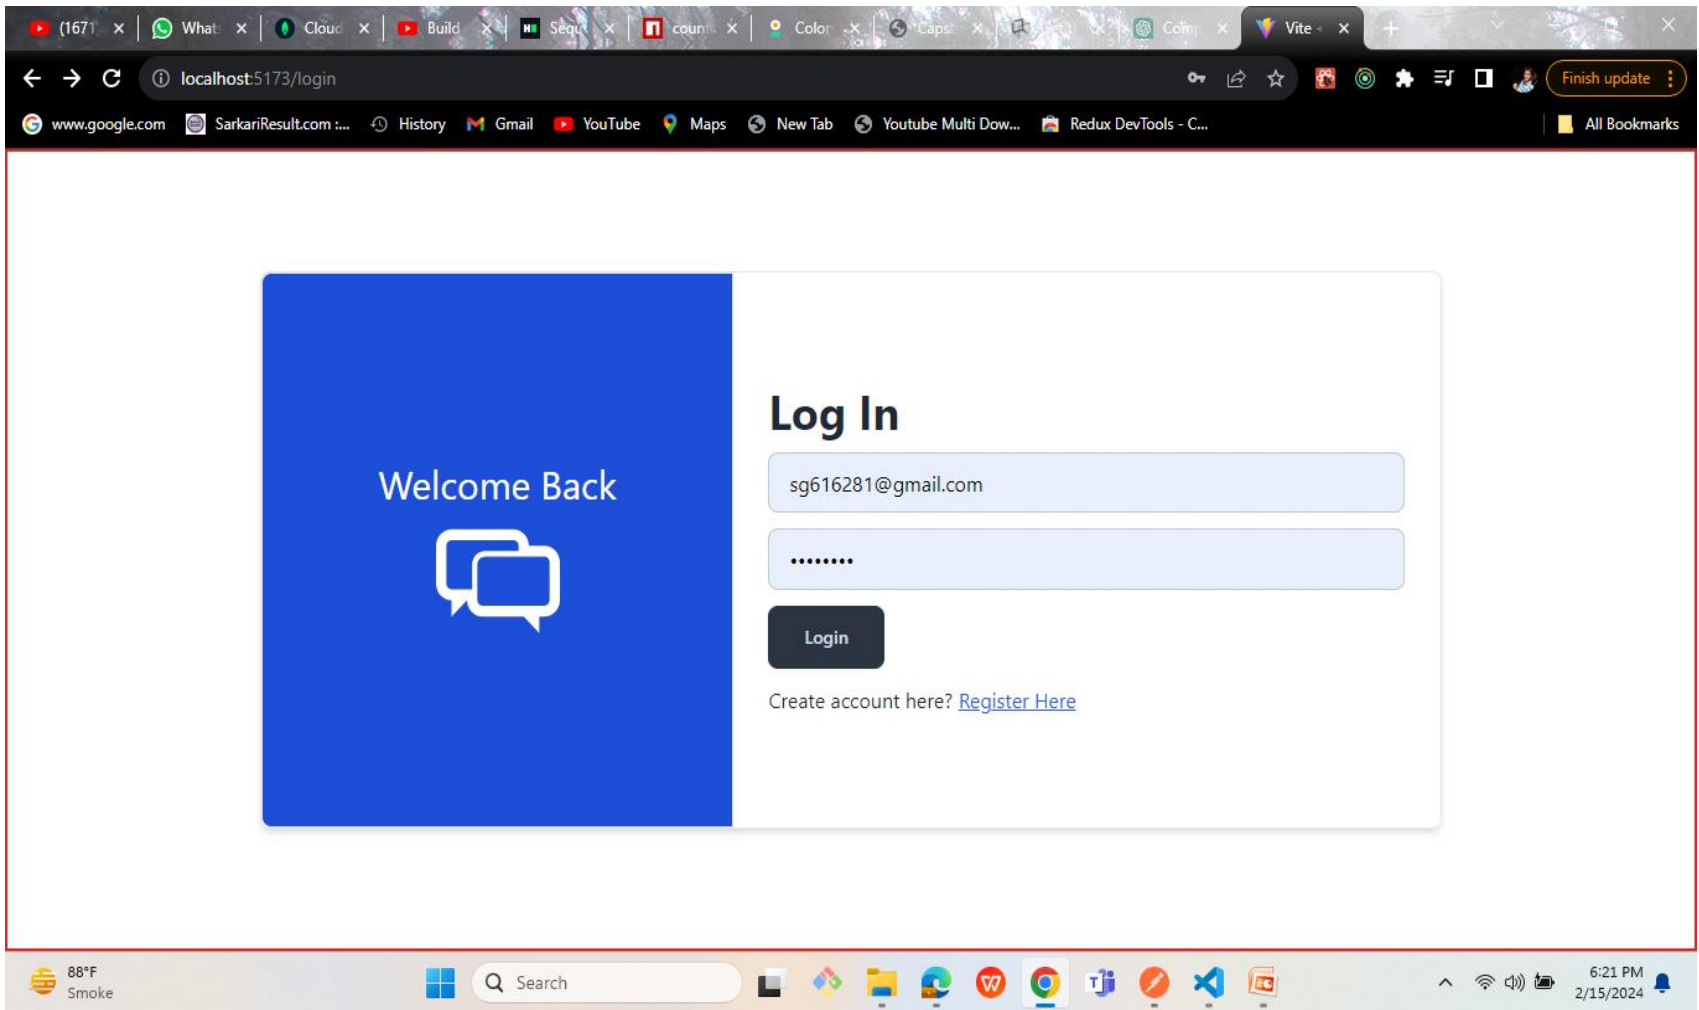 (1671
What
Cloud
Build
Sequ
count
Color
Caps
Com
Vite +
localhost:5173/login
Finish update
www.google.com
SarkariResult.com :...
History
Gmail
YouTube
Maps
New Tab
Youtube Multi Dow...
Redux DevTools - C...
All Bookmarks
Welcome Back
Log In
sg616281@gmail.com
••••••••
Login
Create account here? Register Here
88°F
Smoke
Search
6:21 PM
2/15/2024